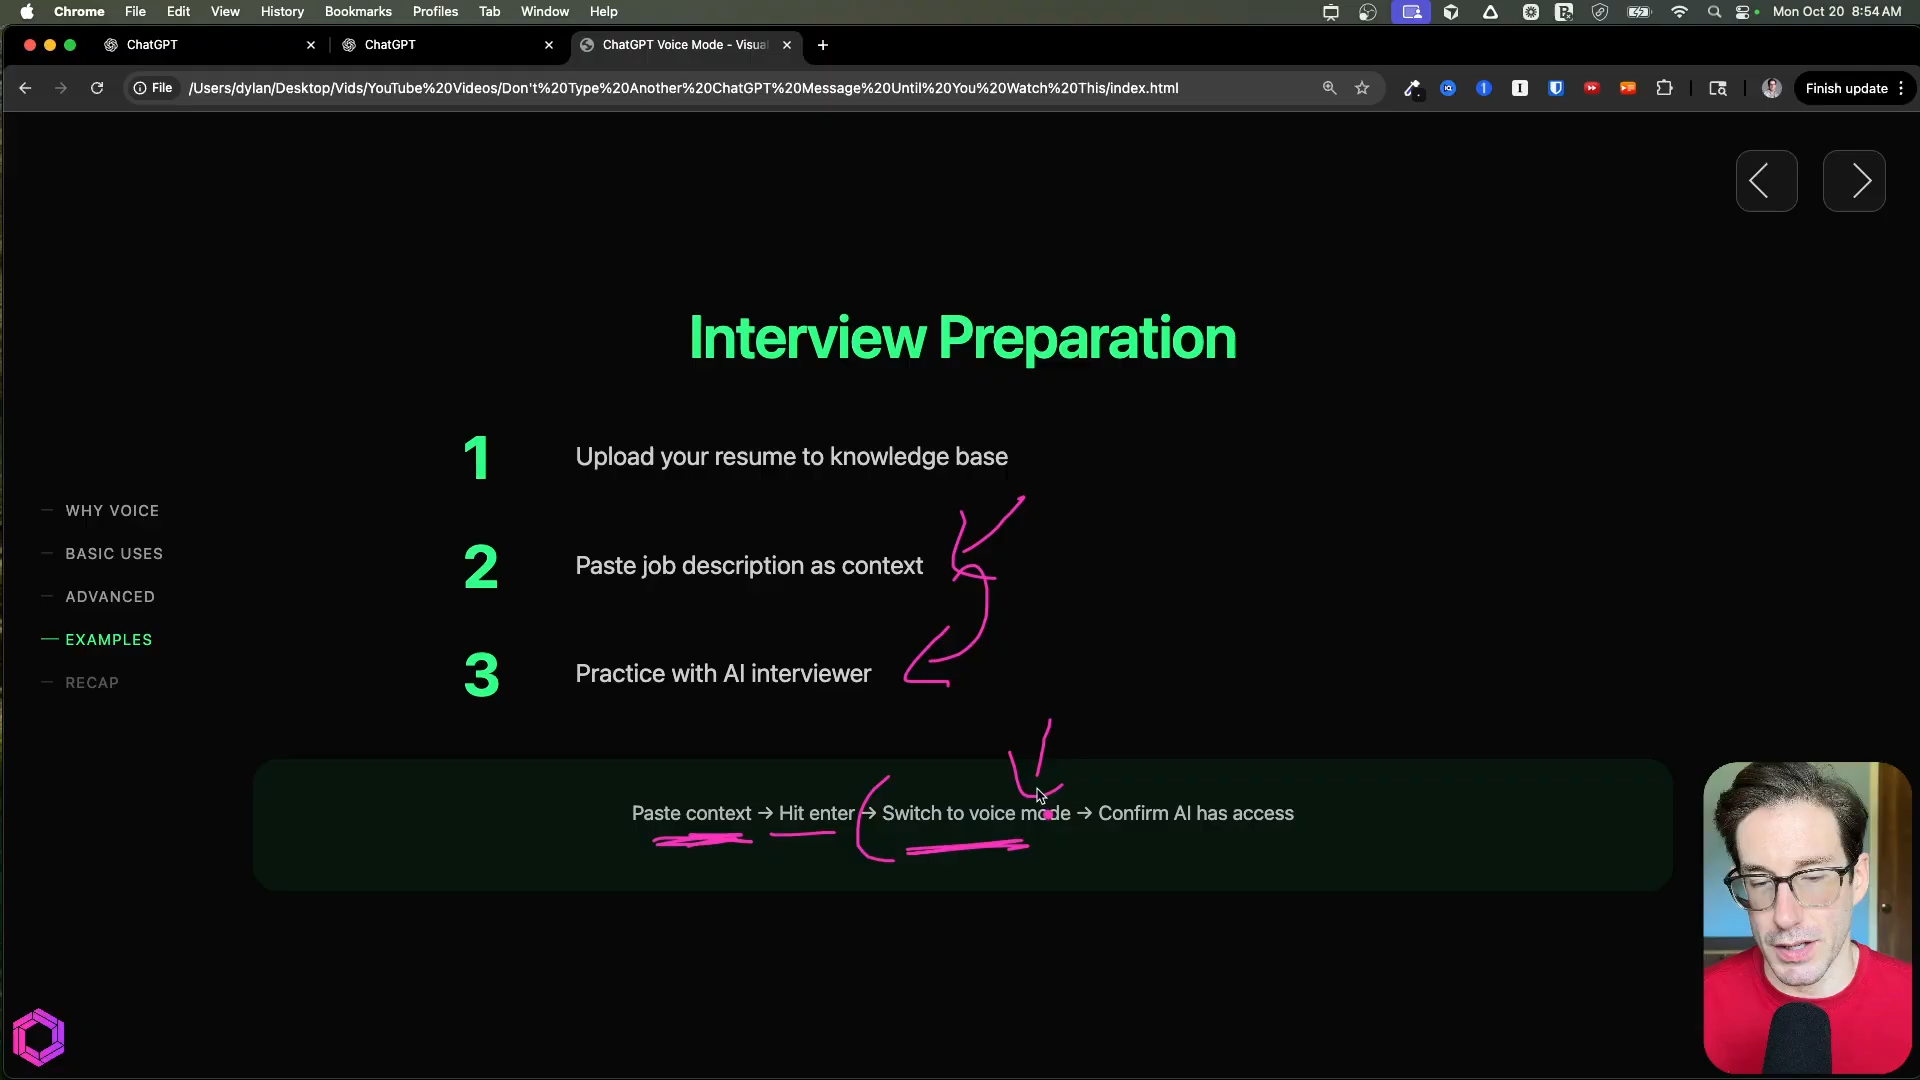 Chrome File Edit View History Bookmarks Profiles Tab Window Help Mon Oct 20 8:54 AM
ChatGPT ChatGPT ChatGPT Voice Mode - Visua
File /Users/dylan/Desktop/Vids/YouTube%20Videos/Don't%20Type%20Another%20ChatGPT%20Message%20Until%20You%20Watch%20This/index.html Finish update
Interview Preparation
1 Upload your resume to knowledge base
2 Paste job description as context
3 Practice with AI interviewer
WHY VOICE
BASIC USES
ADVANCED
EXAMPLES
RECAP
Paste context → Hit enter → Switch to voice mode → Confirm AI has access